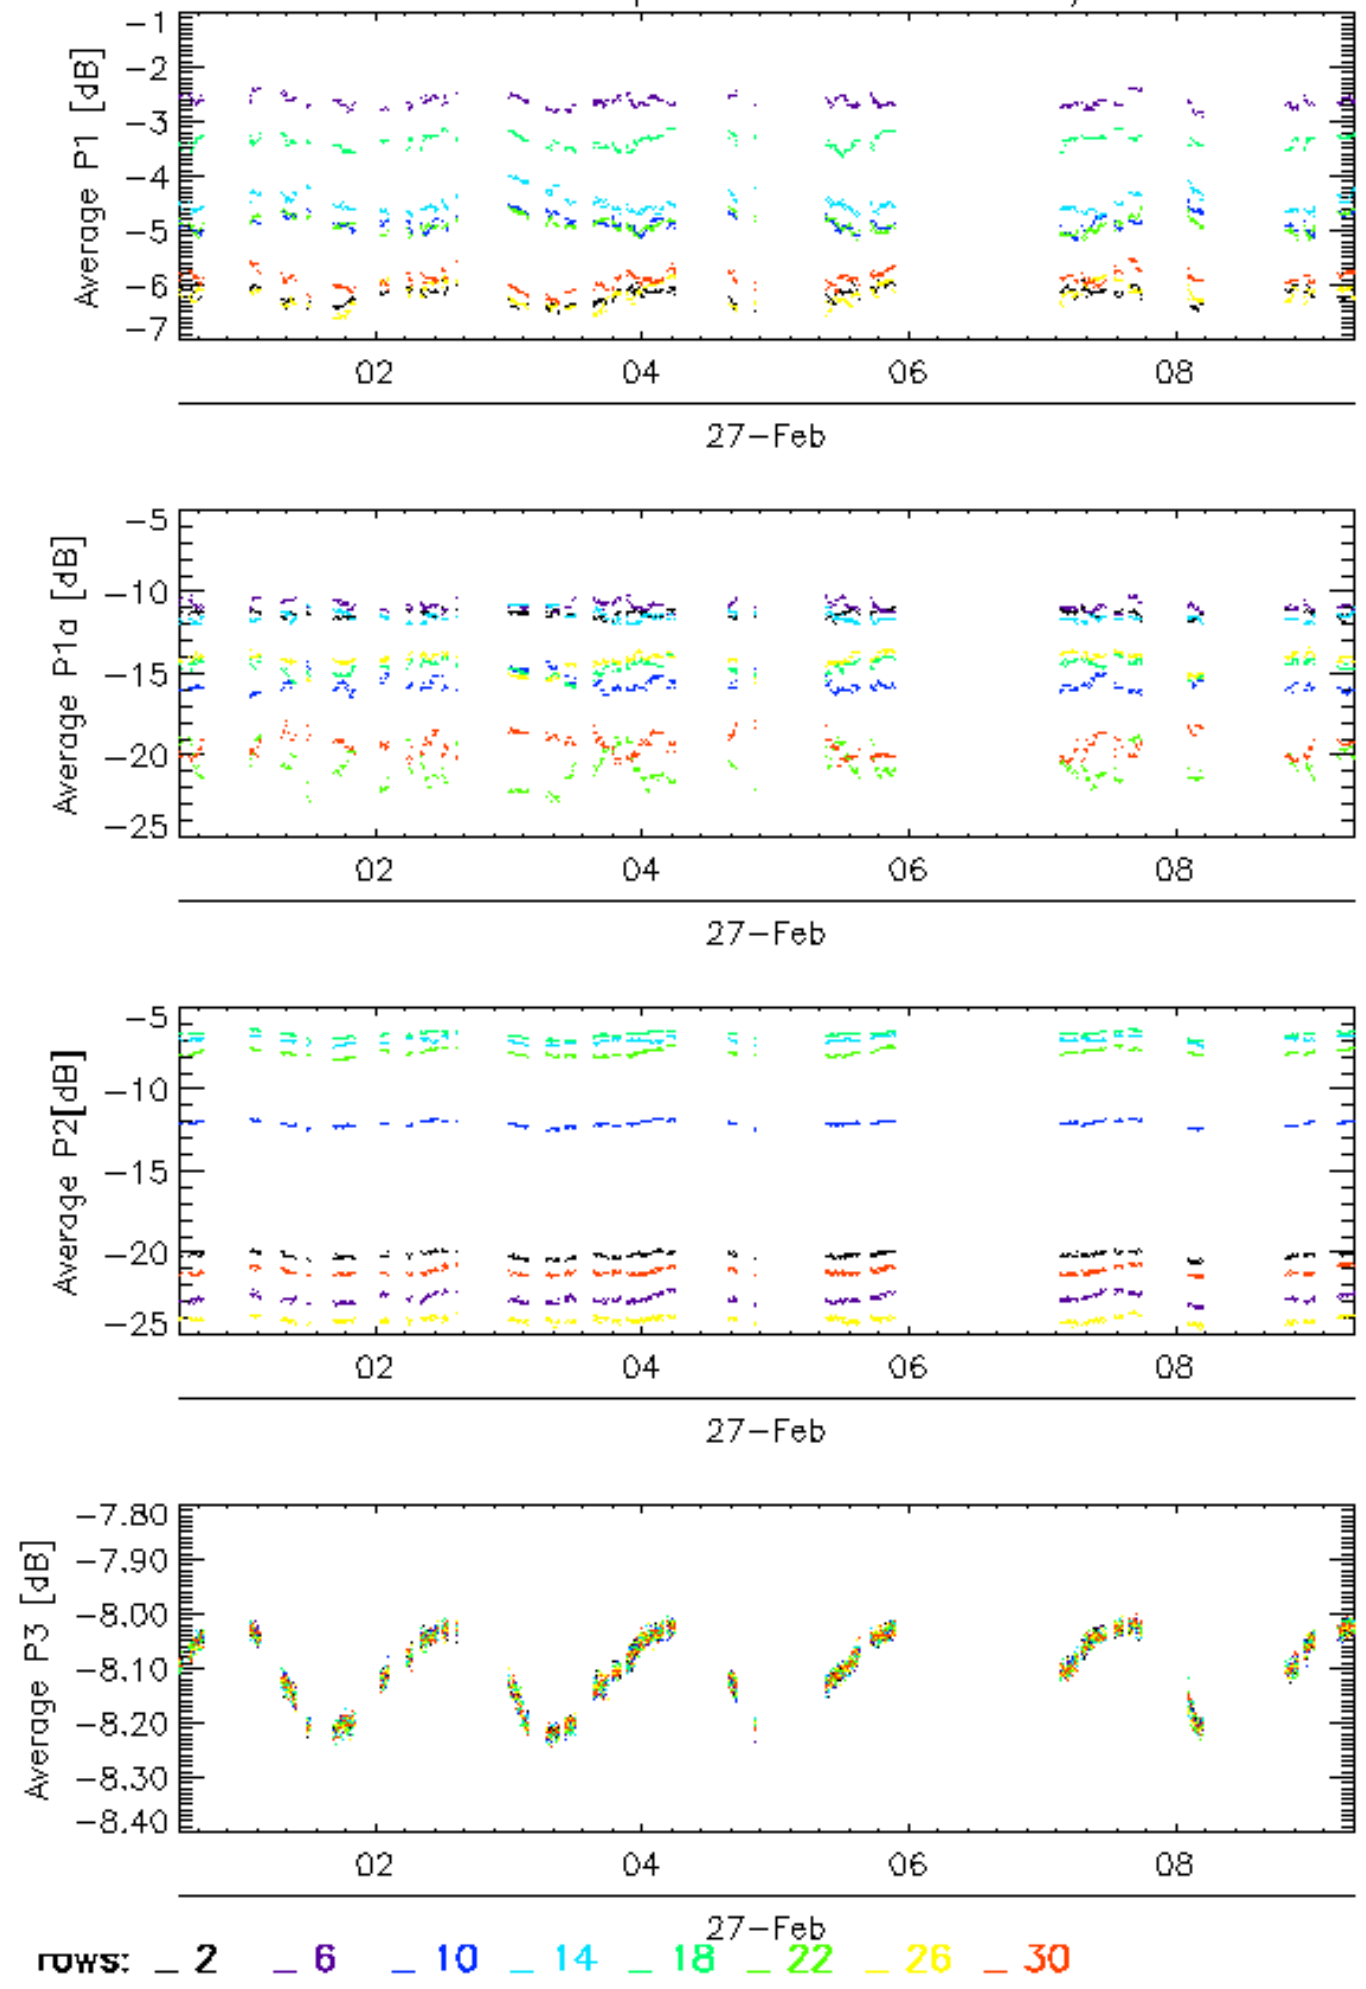 Average P1 [dB]
-1
-2
-3
-4
-5
-6
-7
02 04 06 08
27-Feb
Average P1a [dB]
-5
-10
-15
-20
-25
02 04 06 08
27-Feb
Average P2[dB]
-5
-10
-15
-20
-25
02 04 06 08
27-Feb
Average P3 [dB]
-7.80
-7.90
-8.00
-8.10
-8.20
-8.30
-8.40
02 04 06 08
27-Feb
rows: _ 2 _ 6 _ 10 _ 14 _ 18 _ 22 _ 26 _ 30